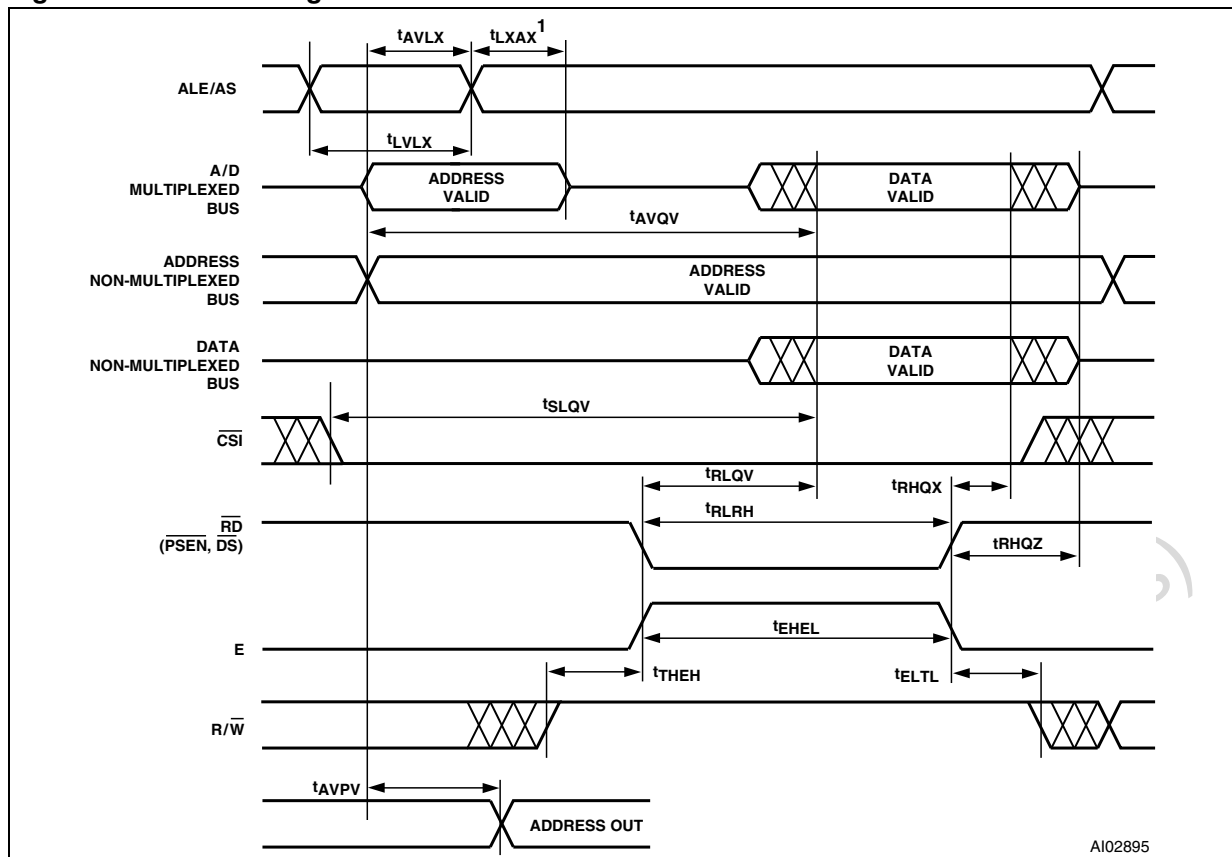 tAVLX
tLXAX1
ALE/AS
tLVLX
A/D
MULTIPLEXED
BUS
ADDRESS
VALID
DATA
VALID
tAVQV
ADDRESS
NON-MULTIPLEXED
BUS
ADDRESS
VALID
DATA
NON-MULTIPLEXED
BUS
DATA
VALID
tSLQV
CSI
tRLQV
tRHQX
RD
(PSEN, DS)
tRLRH
tRHQZ
E
tEHEL
tTHEH
tELTL
R/W
tAVPV
ADDRESS OUT
AI02895